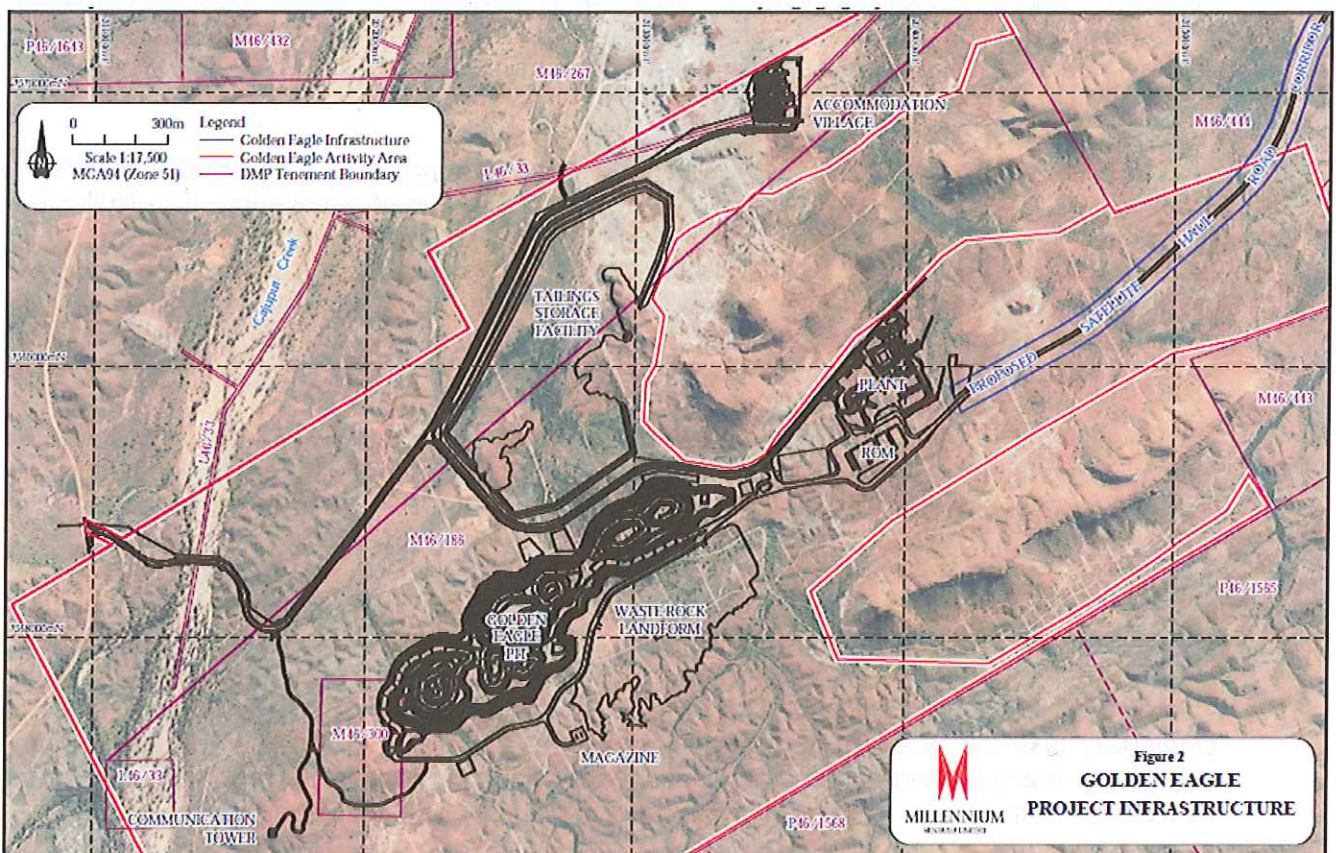 P46/1643
M46/432
M46/267
ACCOMMODATION
VILLAGE
M46/444
CORRIDOR
ROAD
HAUL
SATELLITE
PROPOSED
0 300m
Scale 1:17,500
MGA94 (Zone 51)
Legend
Golden Eagle Infrastructure
Golden Eagle Activity Area
DMP Tenement Boundary
L46/33
Cajuput Creek
TAILINGS
STORAGE
FACILITY
PLANT
ROM
M46/443
L46/33
M46/186
GOLDEN
EAGLE
PIT
WASTE ROCK
LANDFORM
P46/1565
M46/300
MAGAZINE
L46/33
COMMUNICATION
TOWER
P46/1568
MILLENNIUM
Figure 2
GOLDEN EAGLE
PROJECT INFRASTRUCTURE